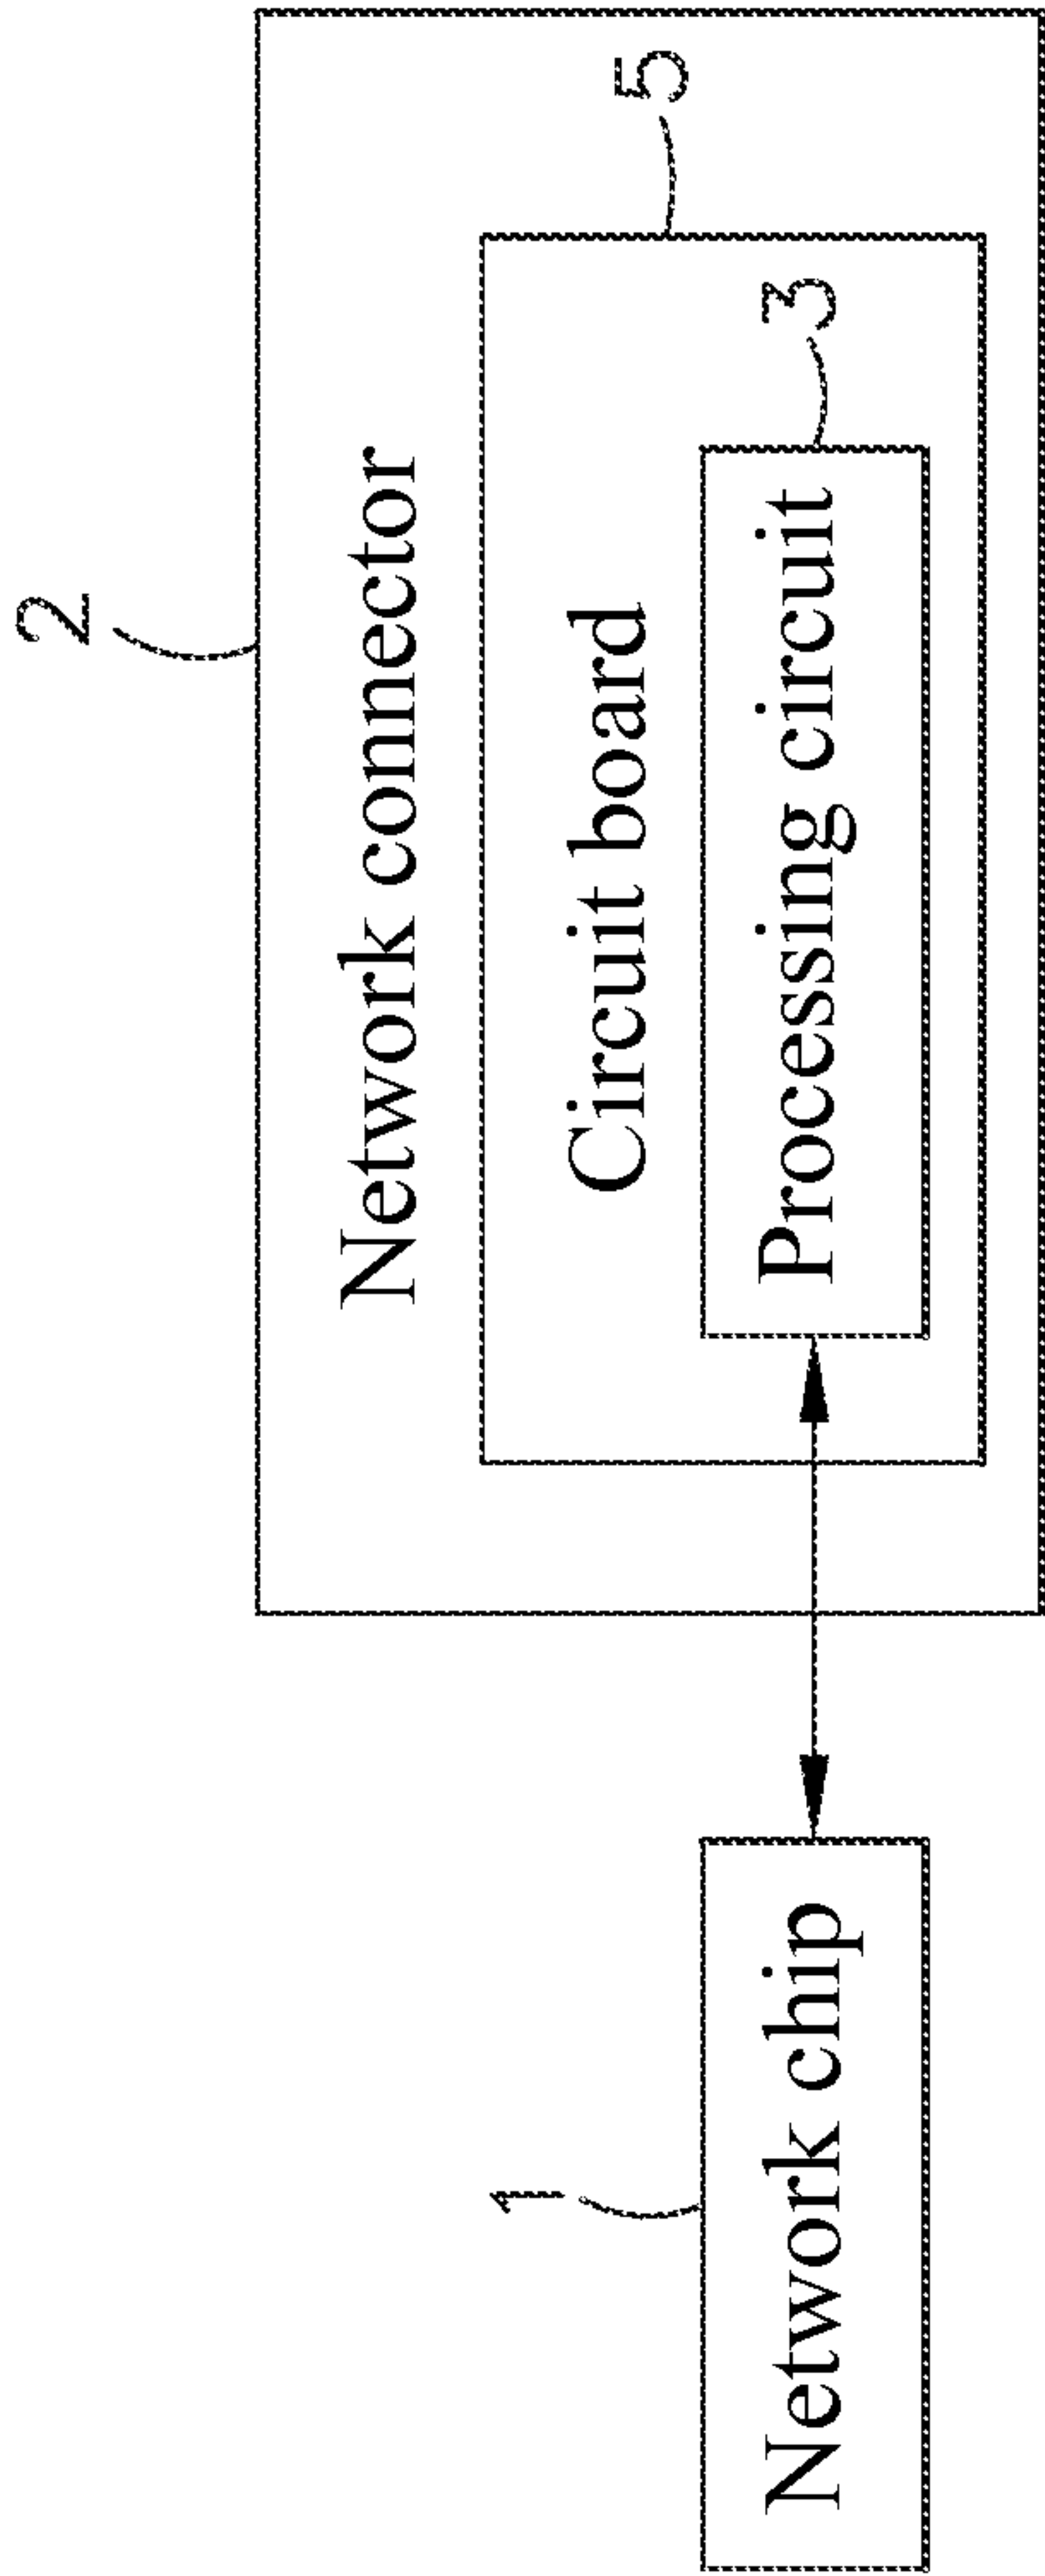 2
Network connector
5
Circuit board
3
Processing circuit
1
Network chip